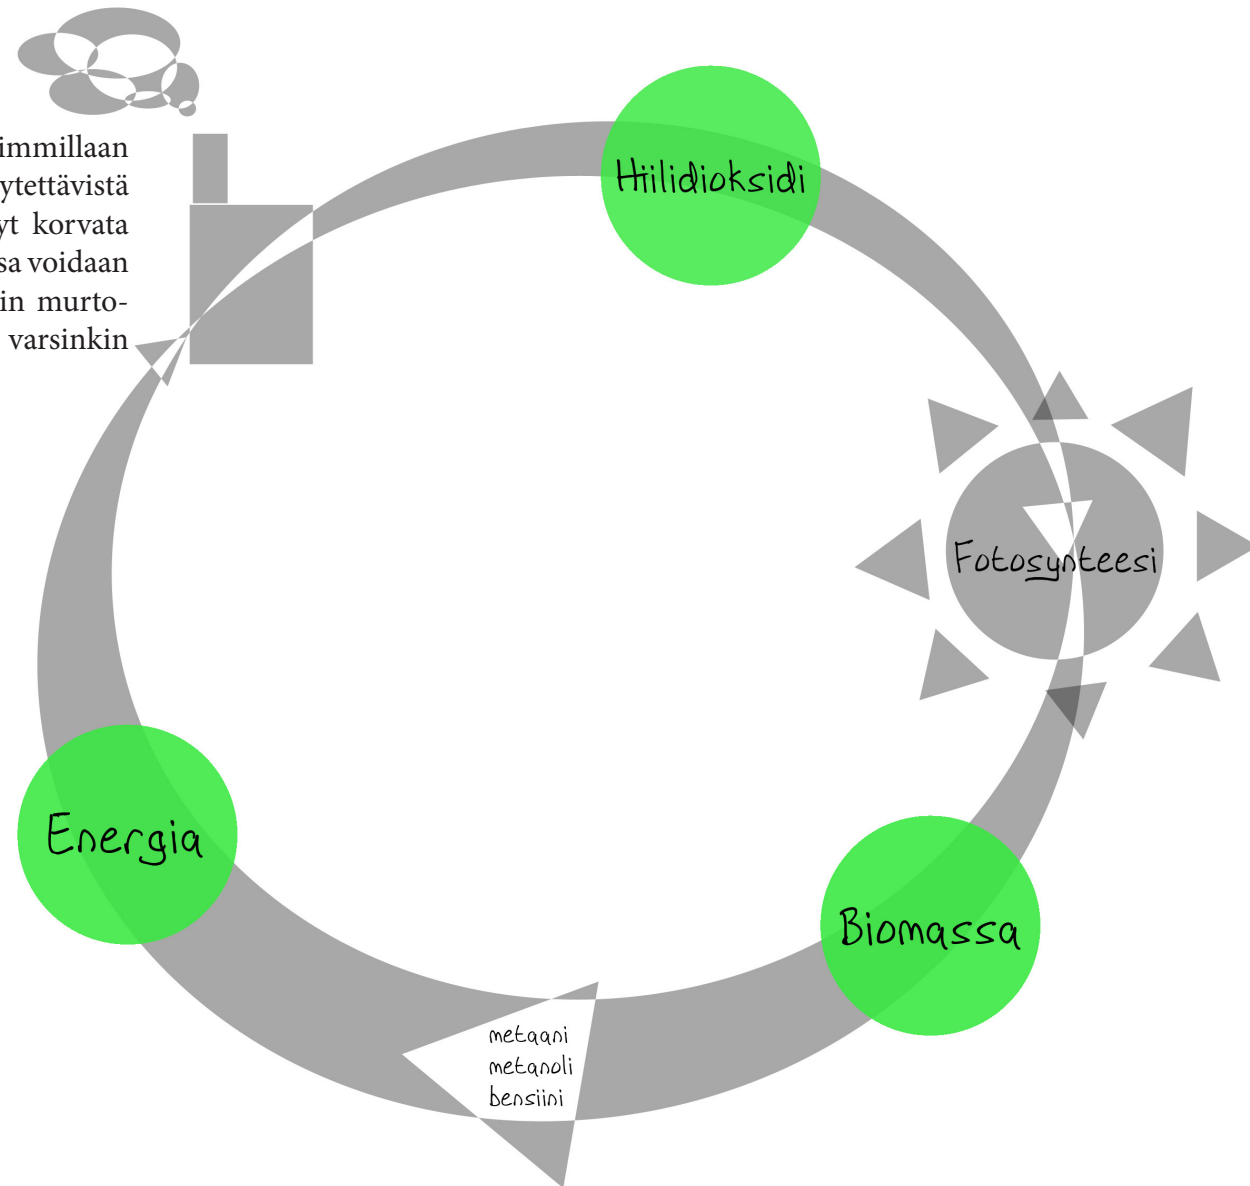 immillaan
ytettävistä
yt korvata
sa voidaan
in murto-
varsinkin
Hiilidioksidi
Fotosynteesi
Energia
Biomassa
metaani
metanoli
bensiini